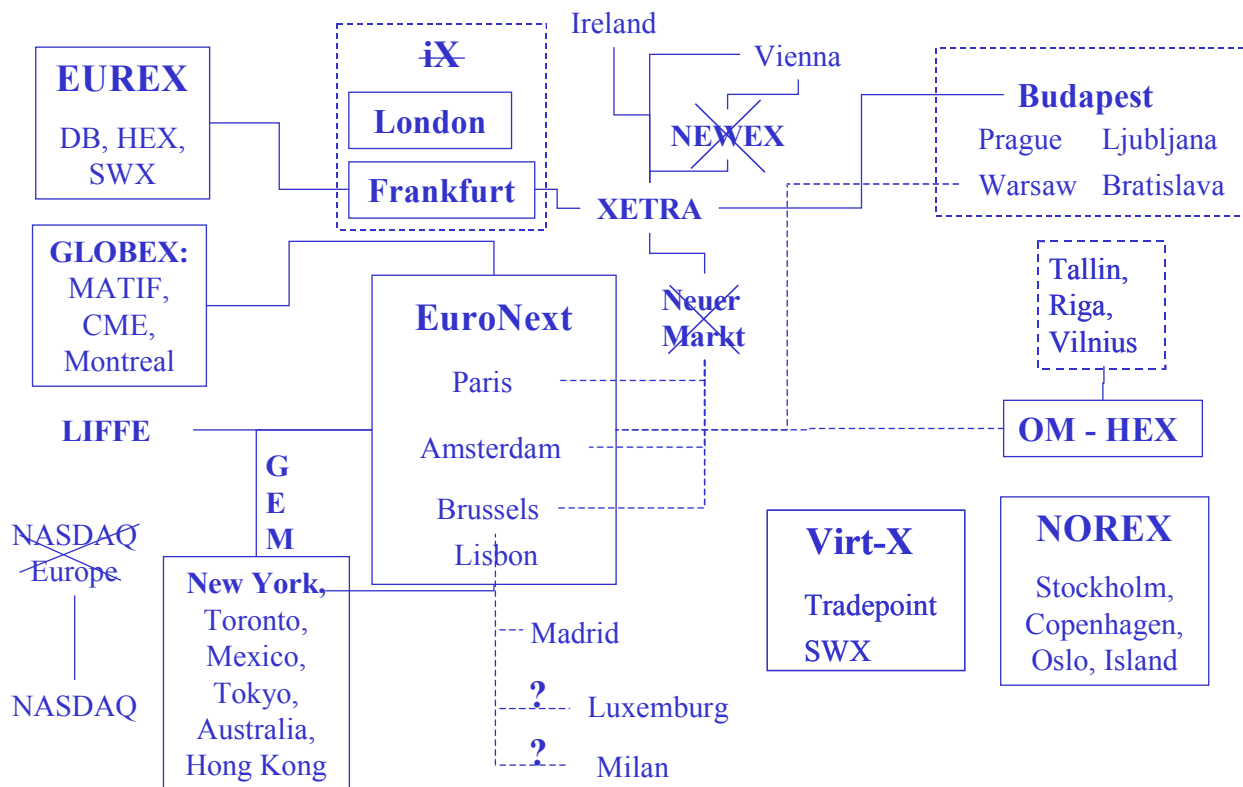 EUREX
DB, HEX,
SWX
iX
London
Frankfurt
Ireland
Vienna
NEWEX
XETRA
Budapest
Prague Ljubljana
Warsaw Bratislava
GLOBEX:
MATIF,
CME,
Montreal
EuroNext
Paris
Amsterdam
Brussels
Lisbon
Neuer
Markt
Tallin,
Riga,
Vilnius
OM - HEX
LIFFE
G
E
M
NASDAQ
Europe
NASDAQ
New York,
Toronto,
Mexico,
Tokyo,
Australia,
Hong Kong
Madrid
?
Luxemburg
?
Milan
Virt-X
Tradepoint
SWX
NOREX
Stockholm,
Copenhagen,
Oslo, Island